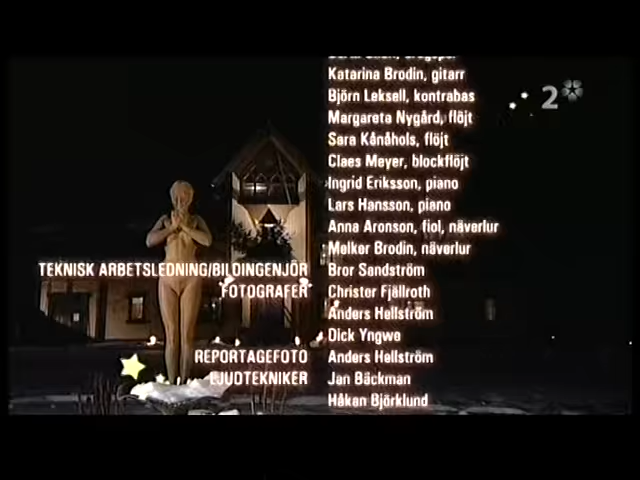 Katarina Brodin, gitarr
Björn Leksell, kontrabas
Margareta Nygård, flöjt
Sara Kånåhols, flöjt
Claes Meyer, blockflöjt
Ingrid Eriksson, piano
Lars Hansson, piano
Anna Aronson, fiol, näverlur
Melker Brodin, näverlur
TEKNISK ARBETSLEDNING/BILDINGENJÖR Bror Sandström
FOTOGRAFER Christer Fjällroth
Anders Hellström
Dick Yngwe
REPORTAGEFOTO Anders Hellström
LJUDTEKNIKER Jan Bäckman
Håkan Björklund
2